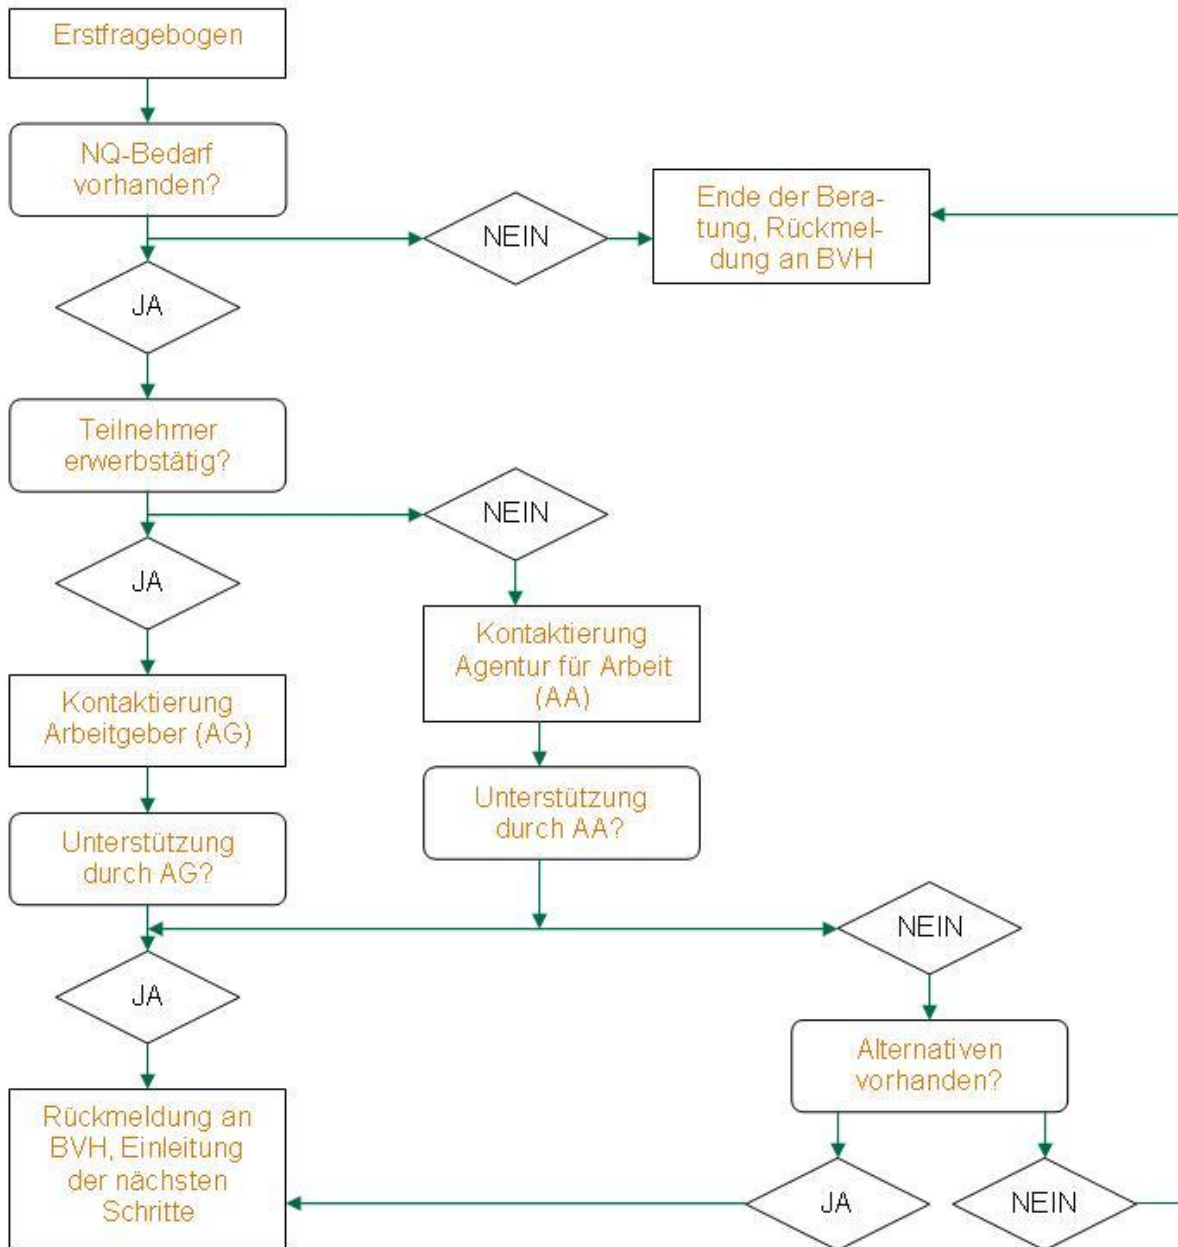 Erstfragebogen
NQ-Bedarf
vorhanden?
NEIN
Ende der Bera-
tung, Rückmel-
dung an BVH
JA
Teilnehmer
erwerbstätig?
NEIN
JA
Kontaktierung
Agentur für Arbeit
(AA)
Kontaktierung
Arbeitgeber (AG)
Unterstützung
durch AA?
Unterstützung
durch AG?
NEIN
JA
Alternativen
vorhanden?
Rückmeldung an
BVH, Einleitung
der nächsten
Schritte
JA
NEIN